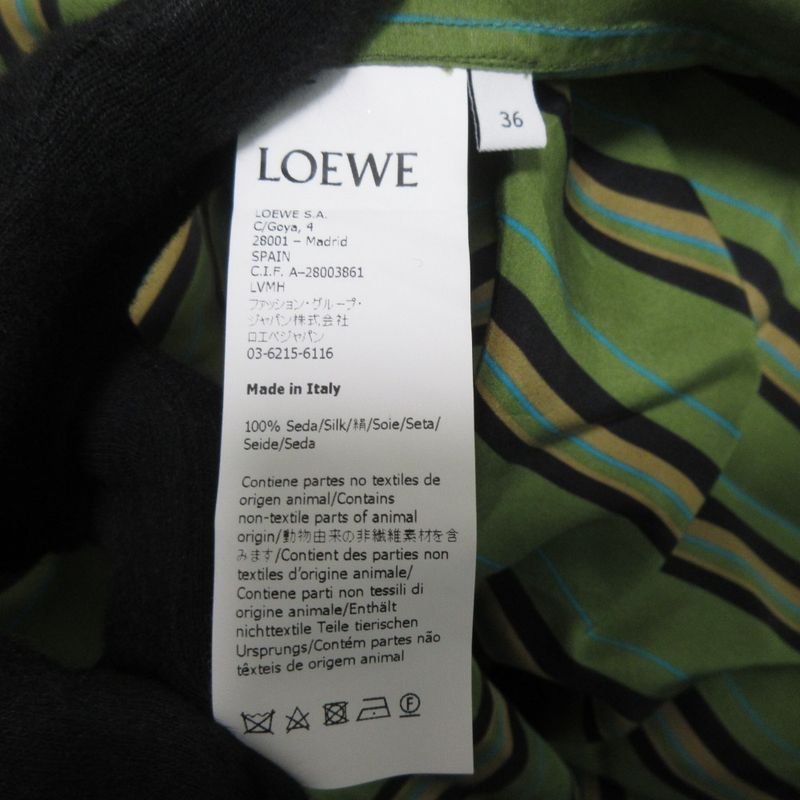 36
LOEWE
LOEWE S.A.
C/Goya, 4
28001 – Madrid
SPAIN
C.I.F. A–28003861
LVMH
ファッション・グループ・
ジャパン株式会社
ロエベジャパン
03-6215-6116
Made in Italy
100% Seda/Silk/絹/Soie/Seta/
Seide/Seda
Contiene partes no textiles de
origen animal/Contains
non-textile parts of animal
origin/動物由来の非繊維素材を含
みます/Contient des parties non
textiles d'origine animale/
Contiene parti non tessili di
origine animale/Enthält
nichttextile Teile tierischen
Ursprungs/Contém partes não
têxteis de origem animal
F